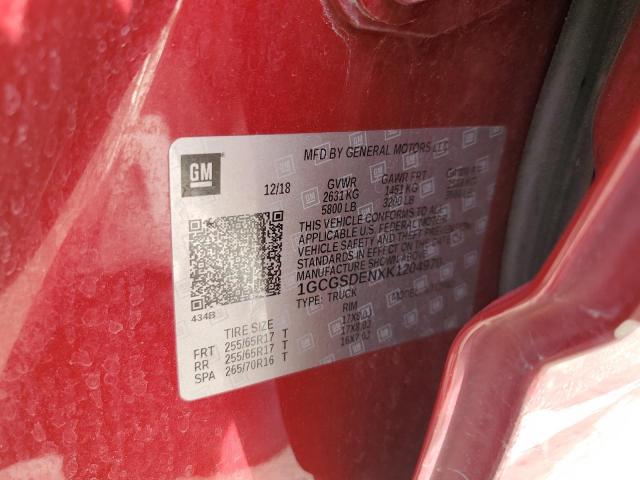 MFD BY GENERAL MOTORS LLC
GM
12/18 GVWR GAWR FRT
2631 KG 1451 KG
5800 LB 3200 LB
THIS VEHICLE CONFORMS TO ALL
APPLICABLE U.S. FEDERAL MOTOR
VEHICLE SAFETY AND THEFT PREVENTION
STANDARDS IN EFFECT ON THE DATE OF
MANUFACTURE SHOWN ABOVE.
1GCGSDENXK1204970
TYPE: TRUCK
434B
TIRE SIZE RIM
FRT 255/65R17 T 17X8.0J
RR 255/65R17 T 17X8.0J
SPA 265/70R16 T 16X7.0J